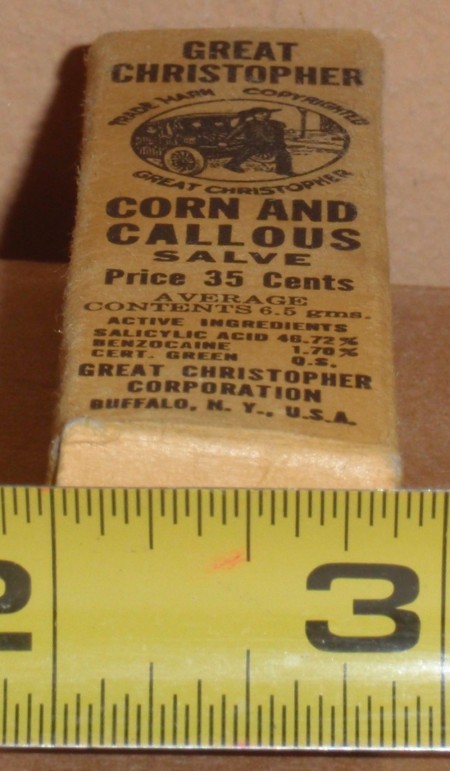 GREAT
CHRISTOPHER
TRADE MARK COPYRIGHTED
GREAT CHRISTOPHER
CORN AND
CALLOUS
SALVE
Price 35 Cents
AVERAGE
CONTENTS 6.5 gms.
ACTIVE INGREDIENTS
SALICYLIC ACID 46.72%
BENZOCAINE 1.70%
CERT. GREEN Q.S.
GREAT CHRISTOPHER
CORPORATION
BUFFALO, N. Y., U.S.A.
2 3